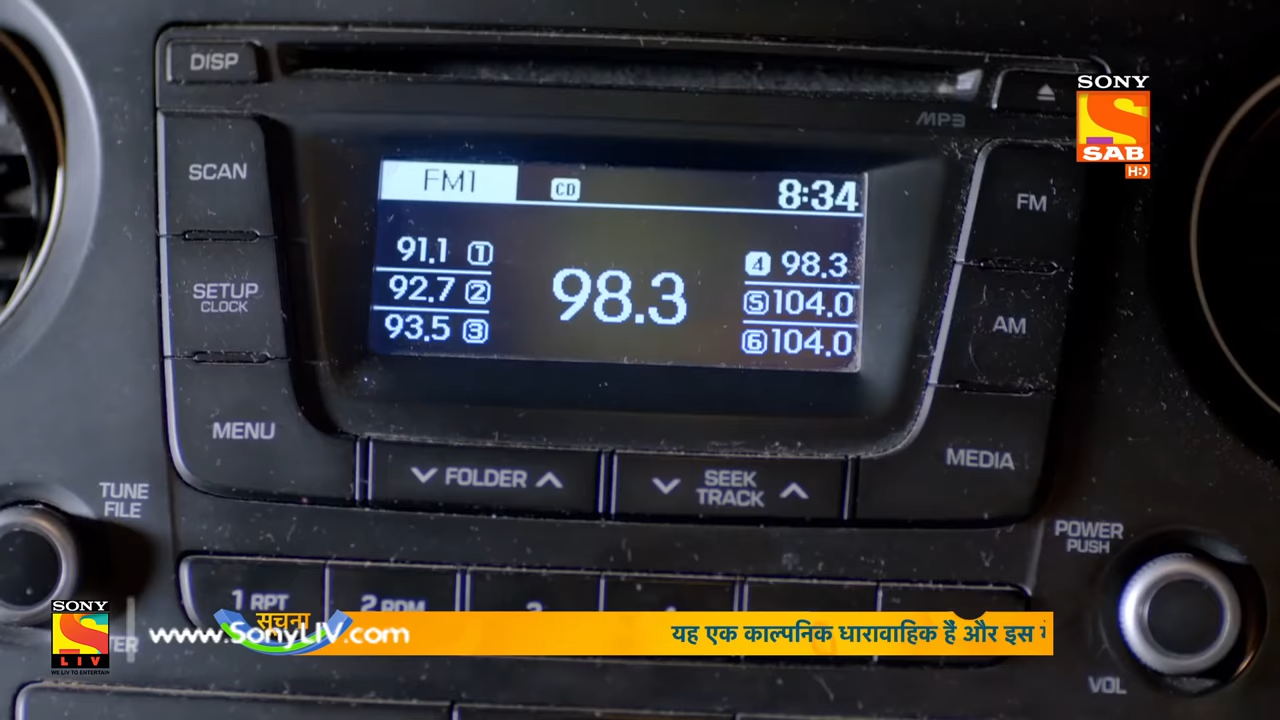 DISP
SONY
SAB
HD
MP3
SCAN
FM1
CD
8:34
FM
91.1 1
4 98.3
SETUP
CLOCK
92.7 2
98.3
5 104.0
AM
93.5 3
6 104.0
MENU
FOLDER
SEEK
TRACK
MEDIA
TUNE
FILE
POWER
PUSH
1 RPT
2 RDM
3
SONY
LIV
WE LIV TO ENTERTAIN
सूचना
www.SonyLIV.com
यह एक काल्पनिक धारावाहिक है और इस
VOL